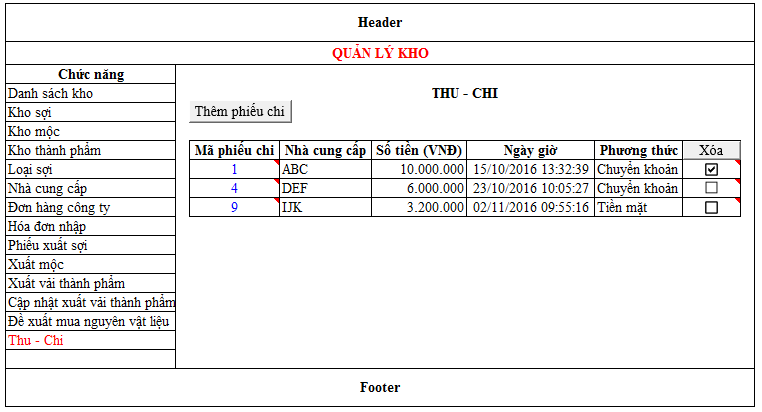 Header
QUẢN LÝ KHO
Chức năng
Danh sách kho
Kho sợi
Kho mộc
Kho thành phẩm
Loại sợi
Nhà cung cấp
Đơn hàng công ty
Hóa đơn nhập
Phiếu xuất sợi
Xuất mộc
Xuất vải thành phẩm
Cập nhật xuất vải thành phẩm
Đề xuất mua nguyên vật liệu
Thu - Chi
THU - CHI
Thêm phiếu chi
Mã phiếu chi Nhà cung cấp Số tiền (VNĐ) Ngày giờ Phương thức Xóa
1 ABC 10.000.000 15/10/2016 13:32:39 Chuyển khoản
4 DEF 6.000.000 23/10/2016 10:05:27 Chuyển khoản
9 IJK 3.200.000 02/11/2016 09:55:16 Tiền mặt
Footer